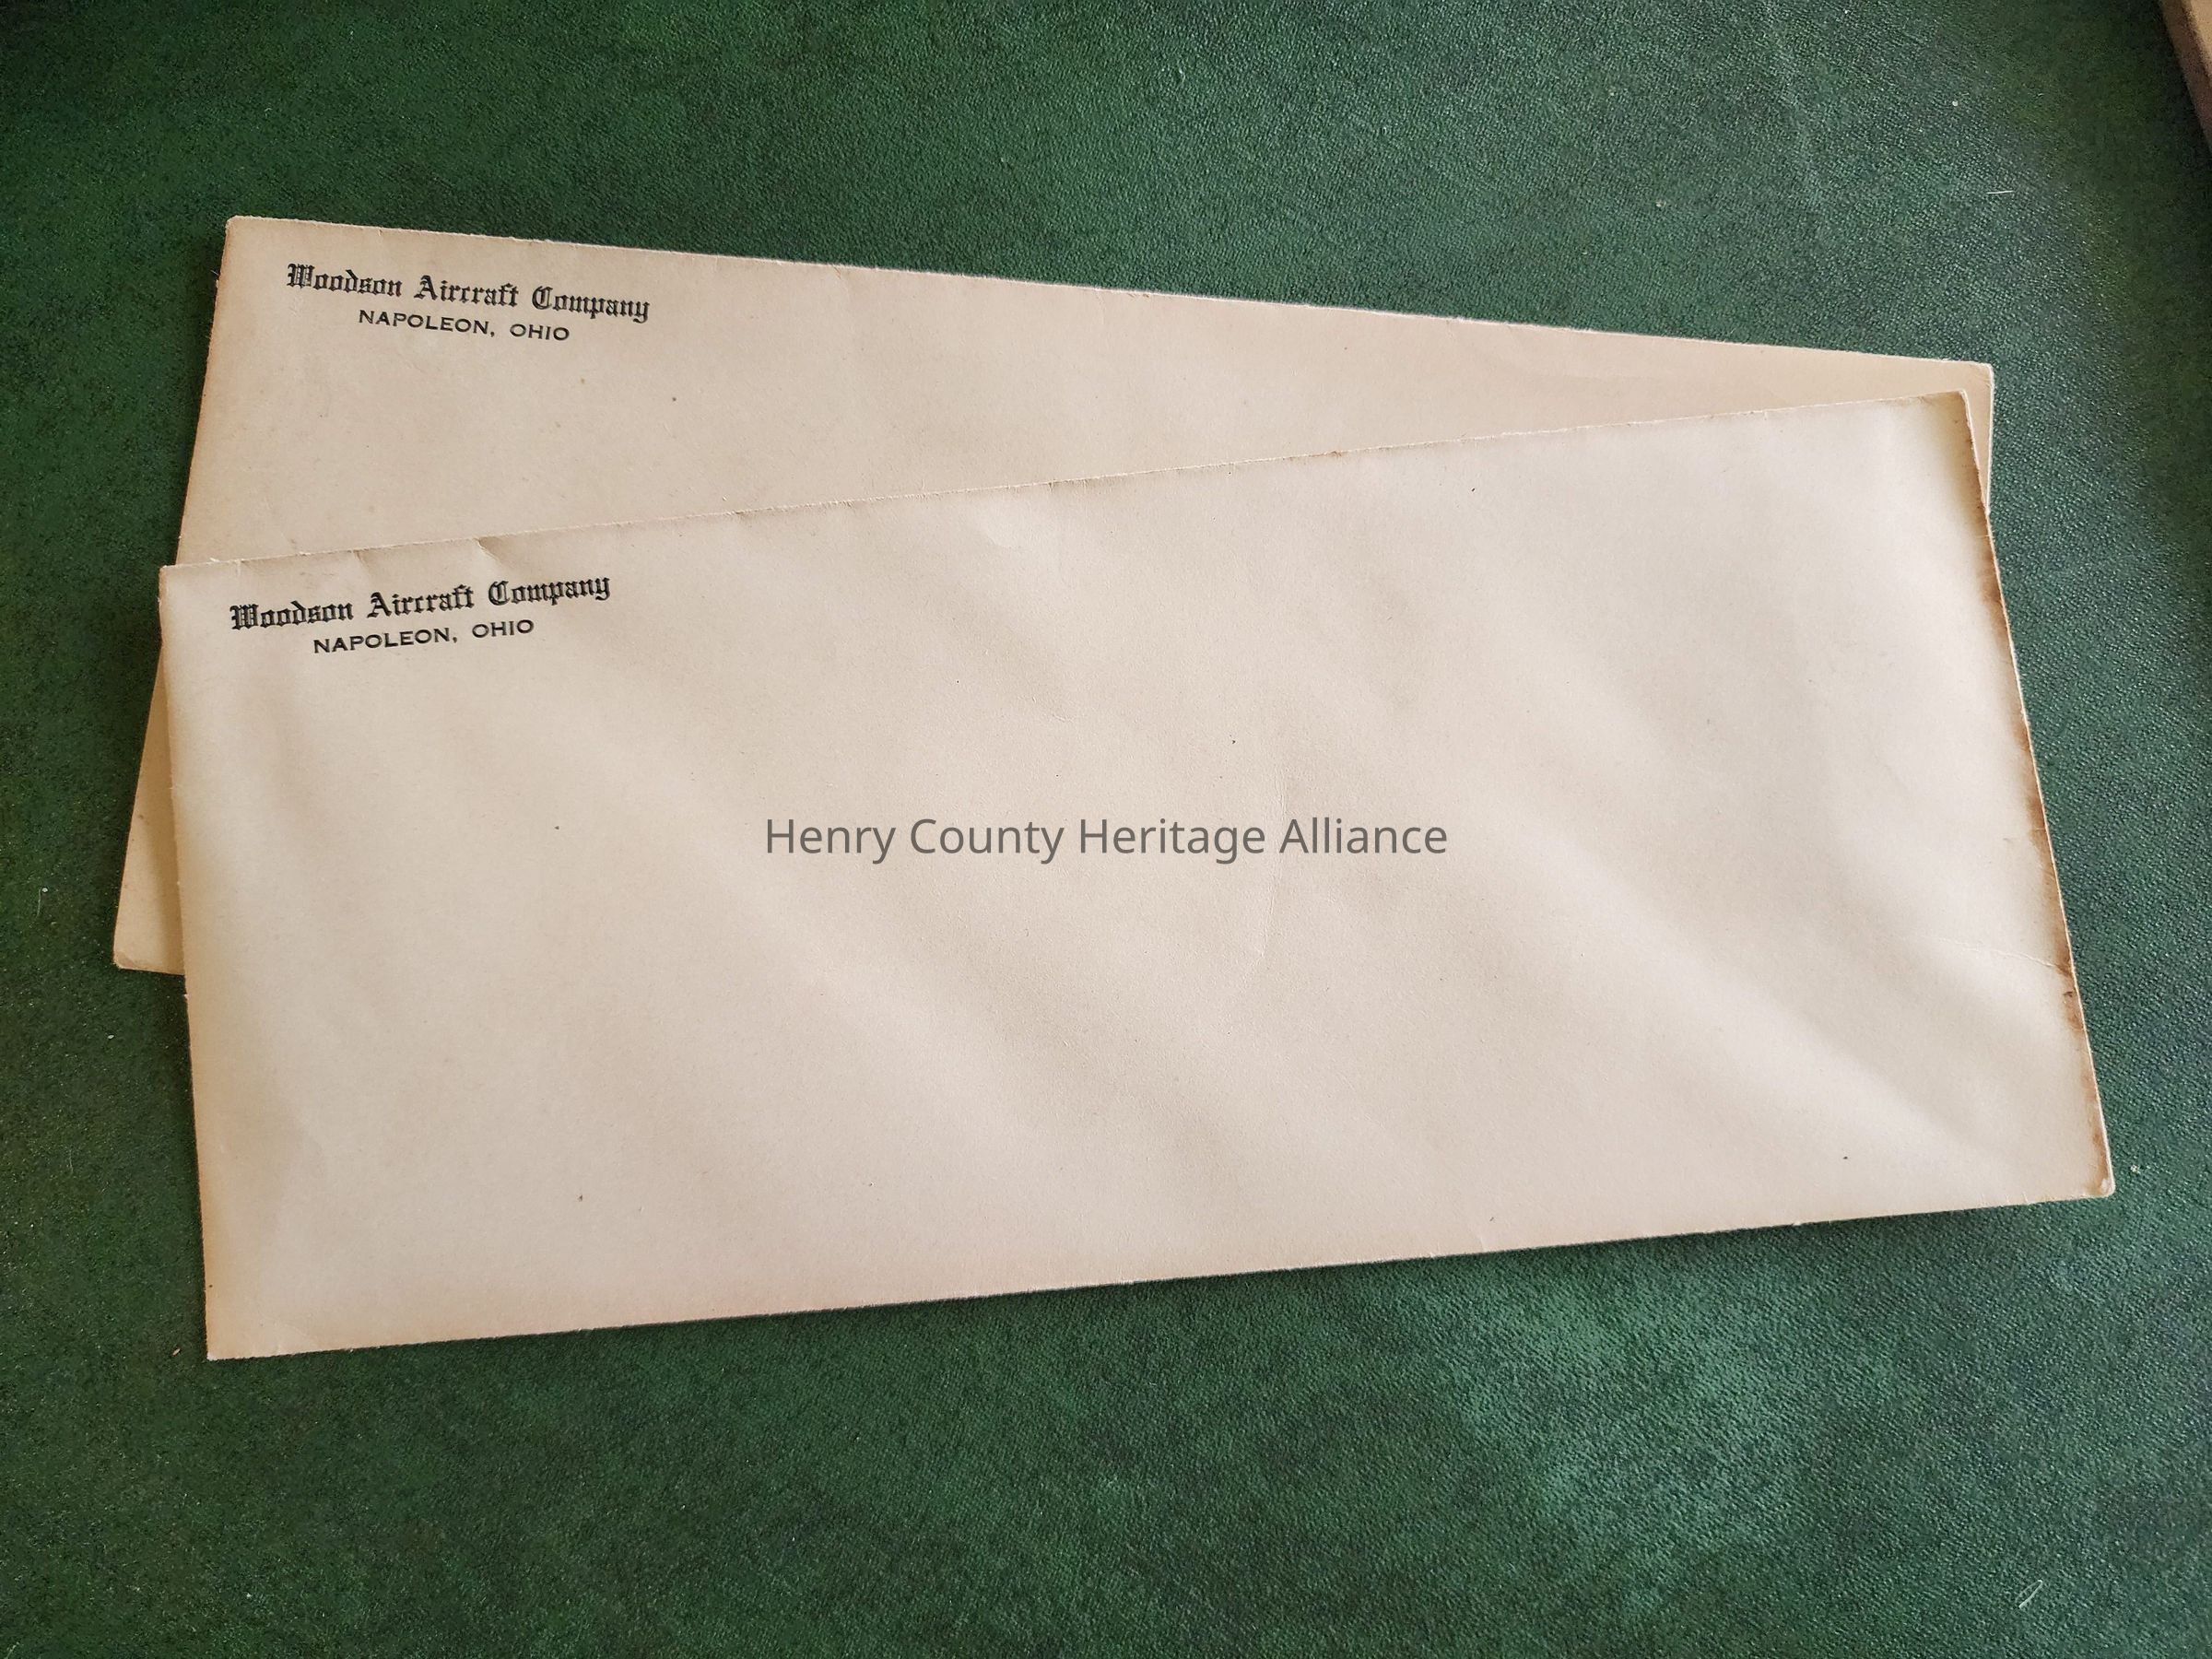 Woodson Aircraft Company
NAPOLEON, OHIO
Woodson Aircraft Company
NAPOLEON, OHIO
Henry County Heritage Alliance